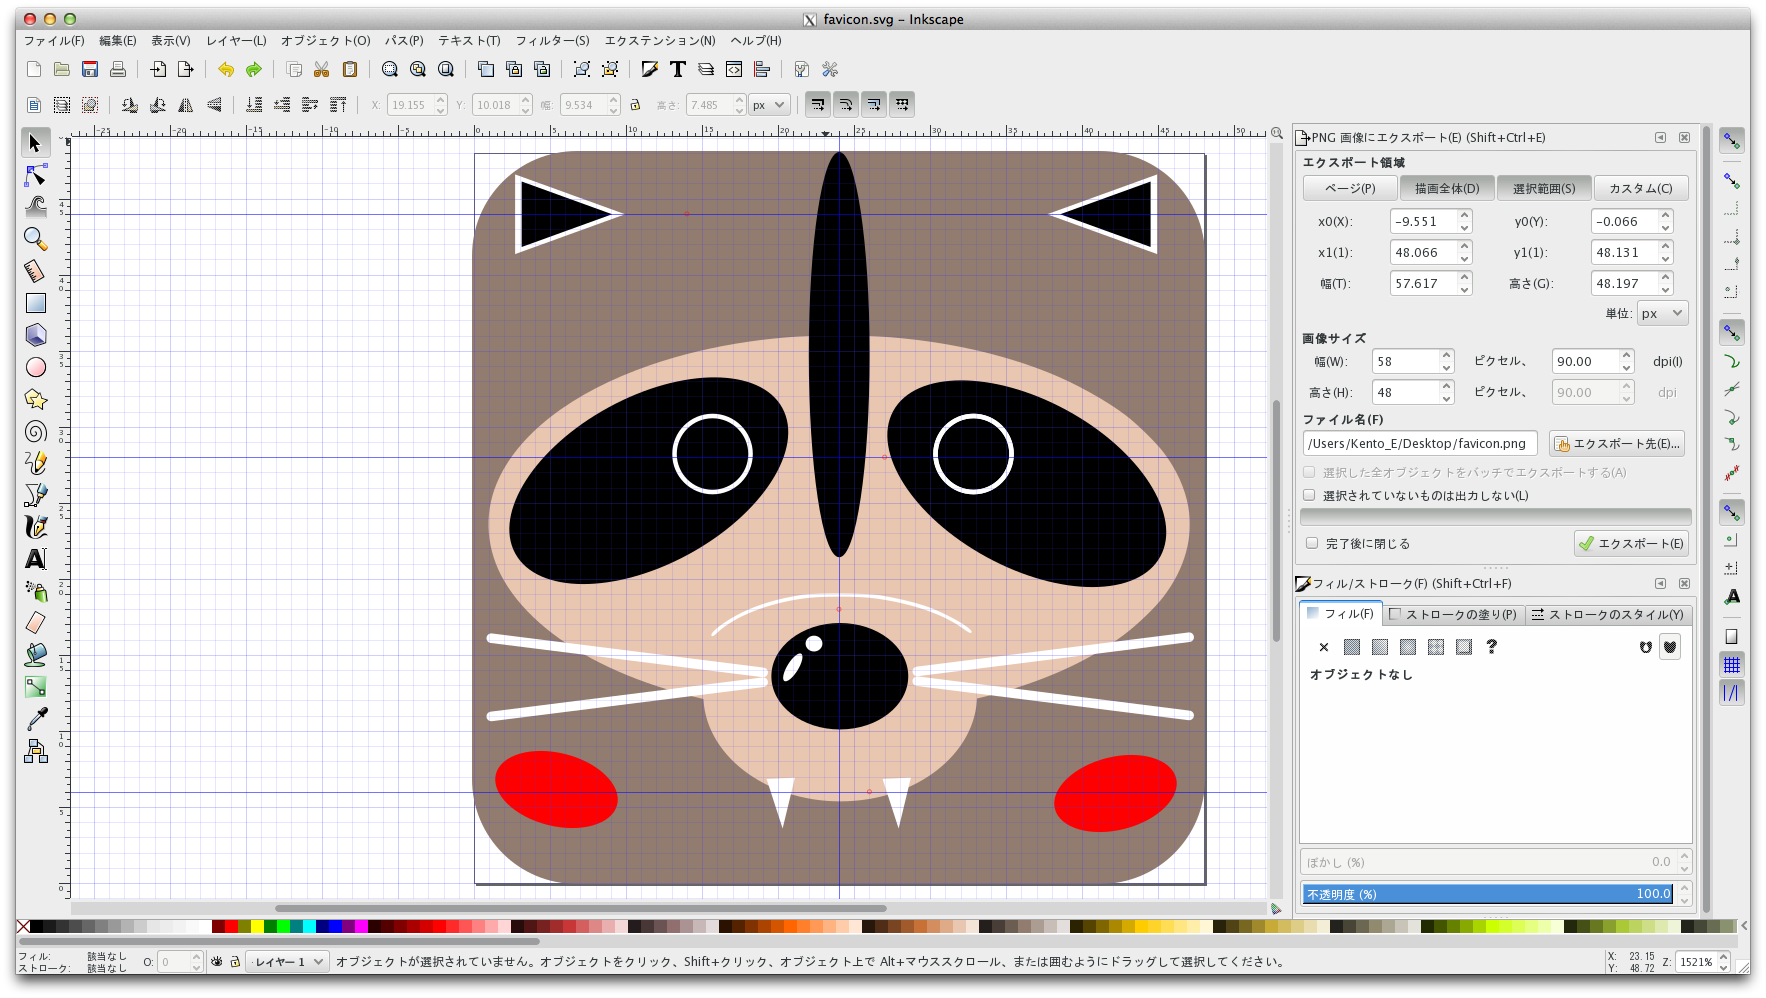 favicon.svg - Inkscape
ファイル(F) 編集(E) 表示(V) レイヤー(L) オブジェクト(O) パス(P) テキスト(T) フィルター(S) エクステンション(N) ヘルプ(H)
X: 19.155 Y: 10.018 幅: 9.534 高さ: 7.485 px
-25 -20 -15 -10 -5 0 5 10 15 20 25 30 35 40 45 50
PNG 画像にエクスポート(E) (Shift+Ctrl+E)
エクスポート領域
ページ(P) 描画全体(D) 選択範囲(S) カスタム(C)
x0(X): -9.551 y0(Y): -0.066
x1(1): 48.066 y1(1): 48.131
幅(T): 57.617 高さ(G): 48.197
単位: px
画像サイズ
幅(W): 58 ピクセル、 90.00 dpi(I)
高さ(H): 48 ピクセル、 90.00 dpi
ファイル名(F)
/Users/Kento_E/Desktop/favicon.png エクスポート先(E)...
選択した全オブジェクトをバッチでエクスポートする(A)
選択されていないものは出力しない(L)
完了後に閉じる エクスポート(E)
フィル/ストローク(F) (Shift+Ctrl+F)
フィル(F) ストロークの塗り(P) ストロークのスタイル(Y)
オブジェクトなし
ぼかし (%) 0.0
不透明度 (%) 100.0
フィル: 該当なし
ストローク: 該当なし
O: 0 レイヤー 1 オブジェクトが選択されていません。オブジェクトをクリック、Shift+クリック、オブジェクト上で Alt+マウススクロール、または囲むようにドラッグして選択してください。
X: 23.15
Y: 48.72
Z: 1521%